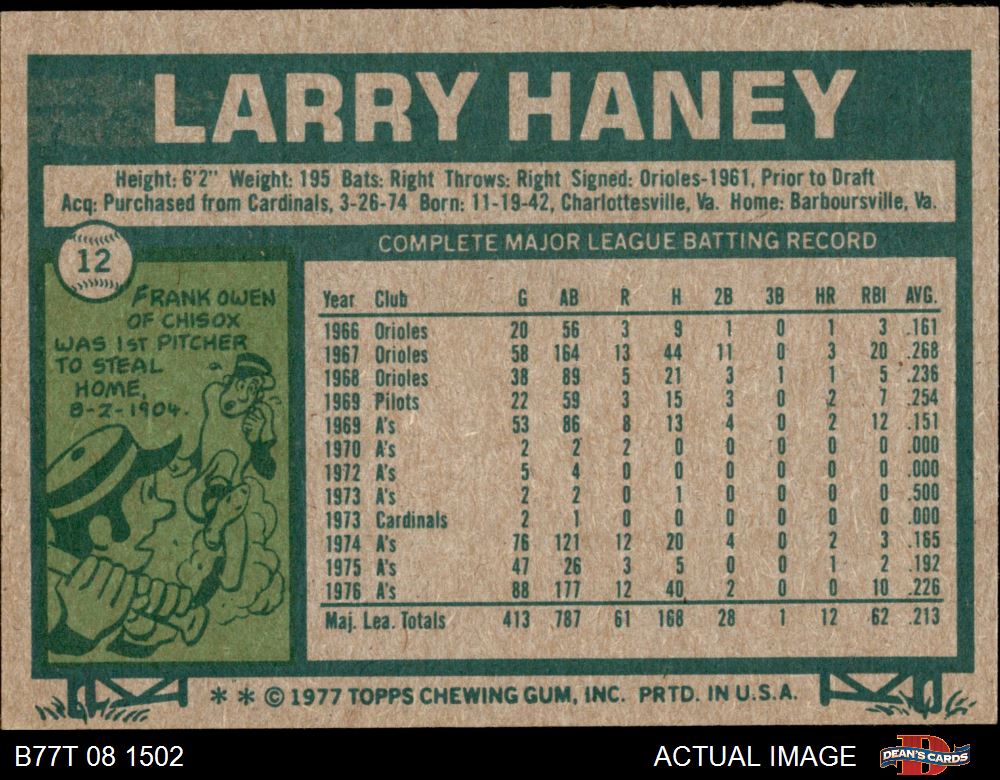 LARRY HANEY
Height: 6'2" Weight: 195 Bats: Right Throws: Right Signed: Orioles-1961, Prior to Draft
Acq: Purchased from Cardinals, 3-26-74 Born: 11-19-42, Charlottesville, Va. Home: Barboursville, Va.
12
FRANK OWEN
OF CHISOX
WAS 1ST PITCHER
TO STEAL
HOME,
8-2-1904.
COMPLETE MAJOR LEAGUE BATTING RECORD
Year Club G AB R H 2B 3B HR RBI AVG.
1966 Orioles 20 56 3 9 1 0 1 3 .161
1967 Orioles 58 164 13 44 11 0 3 20 .268
1968 Orioles 38 89 5 21 3 1 1 5 .236
1969 Pilots 22 59 3 15 3 0 2 7 .254
1969 A's 53 86 8 13 4 0 2 12 .151
1970 A's 2 2 2 0 0 0 0 0 .000
1972 A's 5 4 0 0 0 0 0 0 .000
1973 A's 2 2 0 1 0 0 0 0 .500
1973 Cardinals 2 1 0 0 0 0 0 0 .000
1974 A's 76 121 12 20 4 0 2 3 .165
1975 A's 47 26 3 5 0 0 1 2 .192
1976 A's 88 177 12 40 2 0 0 10 .226
Maj. Lea. Totals 413 787 61 168 28 1 12 62 .213
* * © 1977 TOPPS CHEWING GUM, INC. PRTD. IN U.S.A.
B77T 08 1502 ACTUAL IMAGE DEAN'S CARDS